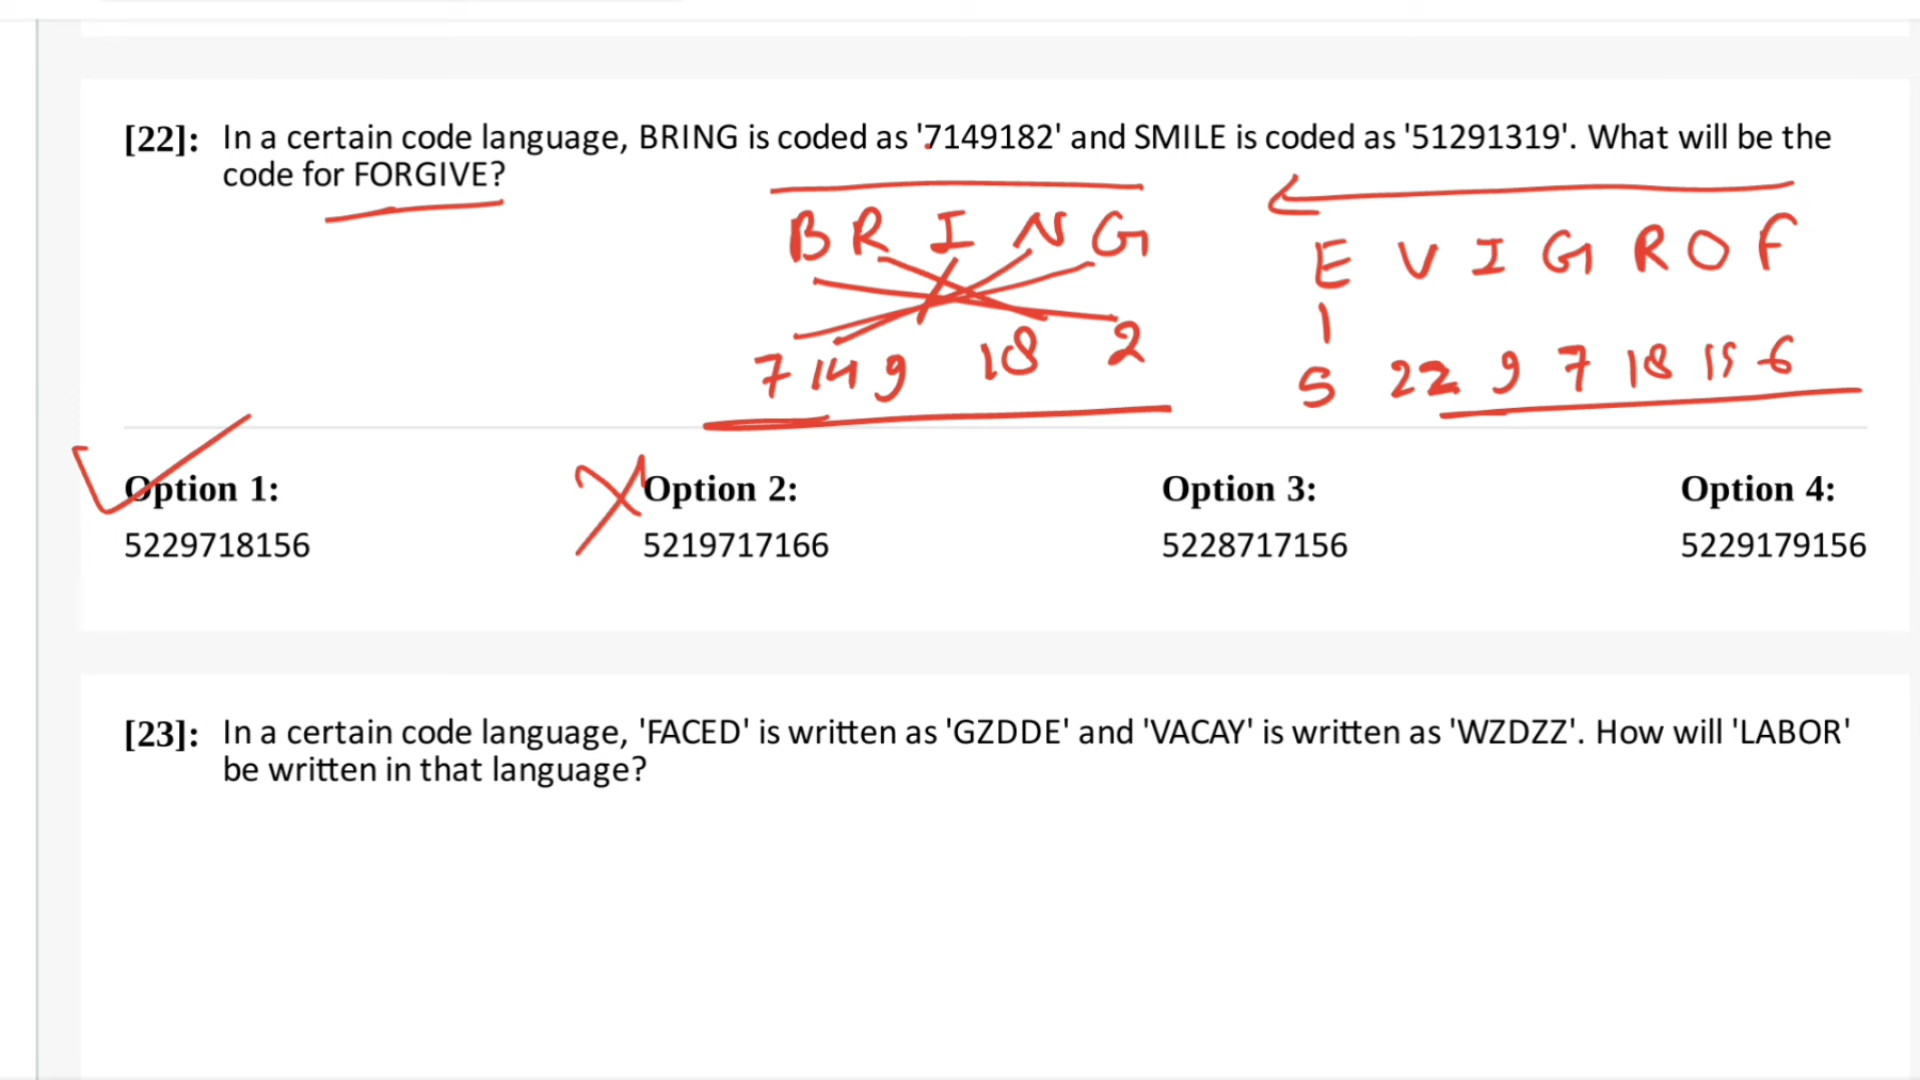 [22]: In a certain code language, BRING is coded as '7149182' and SMILE is coded as '51291319'. What will be the
code for FORGIVE?
B R I N G
E V I G R O F
7 14 9 18 2
5 22 9 7 18 15 6
Option 1:
Option 2:
Option 3:
Option 4:
5229718156
5219717166
5228717156
5229179156
[23]: In a certain code language, 'FACED' is written as 'GZDDE' and 'VACAY' is written as 'WZDZZ'. How will 'LABOR'
be written in that language?